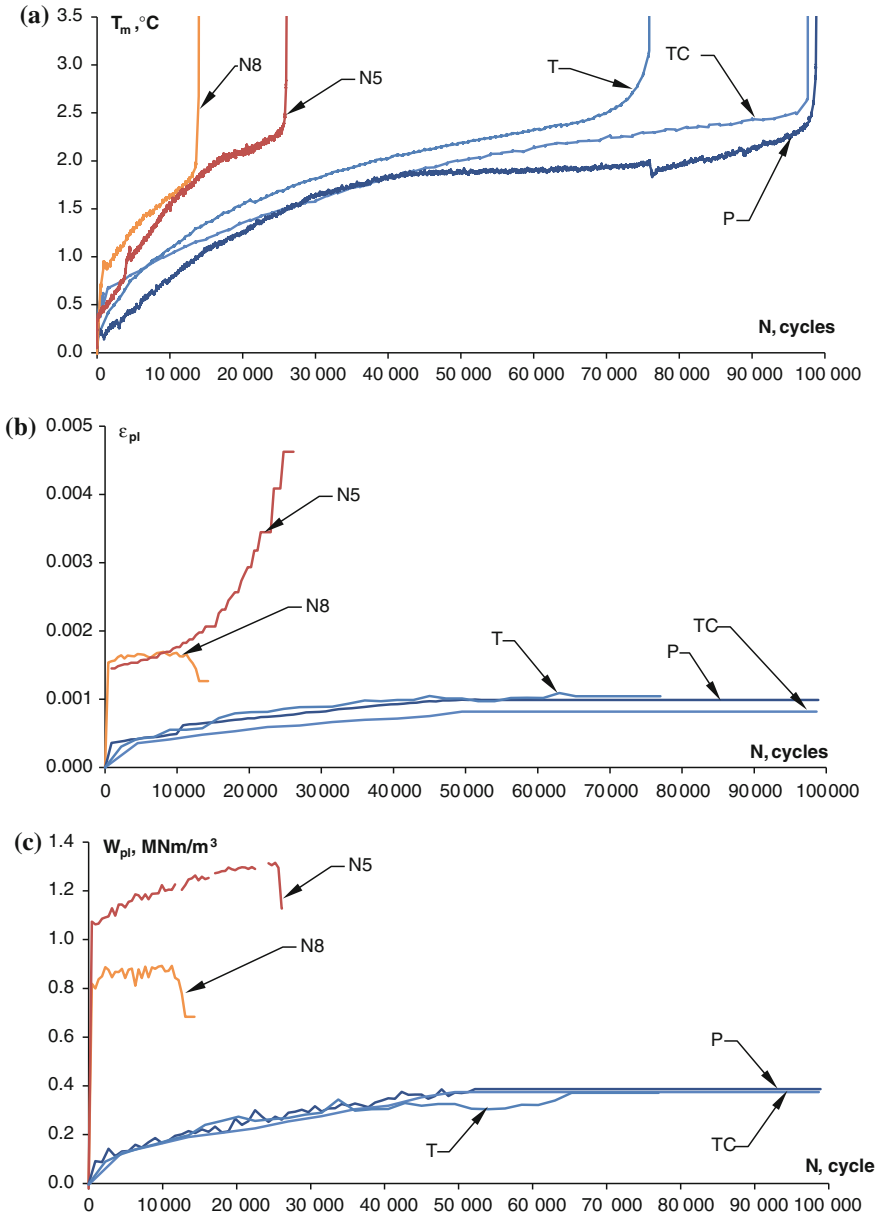 (a)
Tm ,°C
3.5
3.0
2.5
2.0
1.5
1.0
0.5
0.0
N8
N5
T
TC
P
N, cycles
0 10 000 20 000 30 000 40 000 50 000 60 000 70 000 80 000 90 000 100 000
(b)
εpl
0.005
0.004
0.003
0.002
0.001
0.000
N5
N8
T
P
TC
N, cycles
0 10 000 20 000 30 000 40 000 50 000 60 000 70 000 80 000 90 000 100 000
(c)
Wpl, MNm/m³
1.4
1.2
1.0
0.8
0.6
0.4
0.2
0.0
N5
N8
P
T
TC
N, cycle
0 10 000 20 000 30 000 40 000 50 000 60 000 70 000 80 000 90 000 100 000